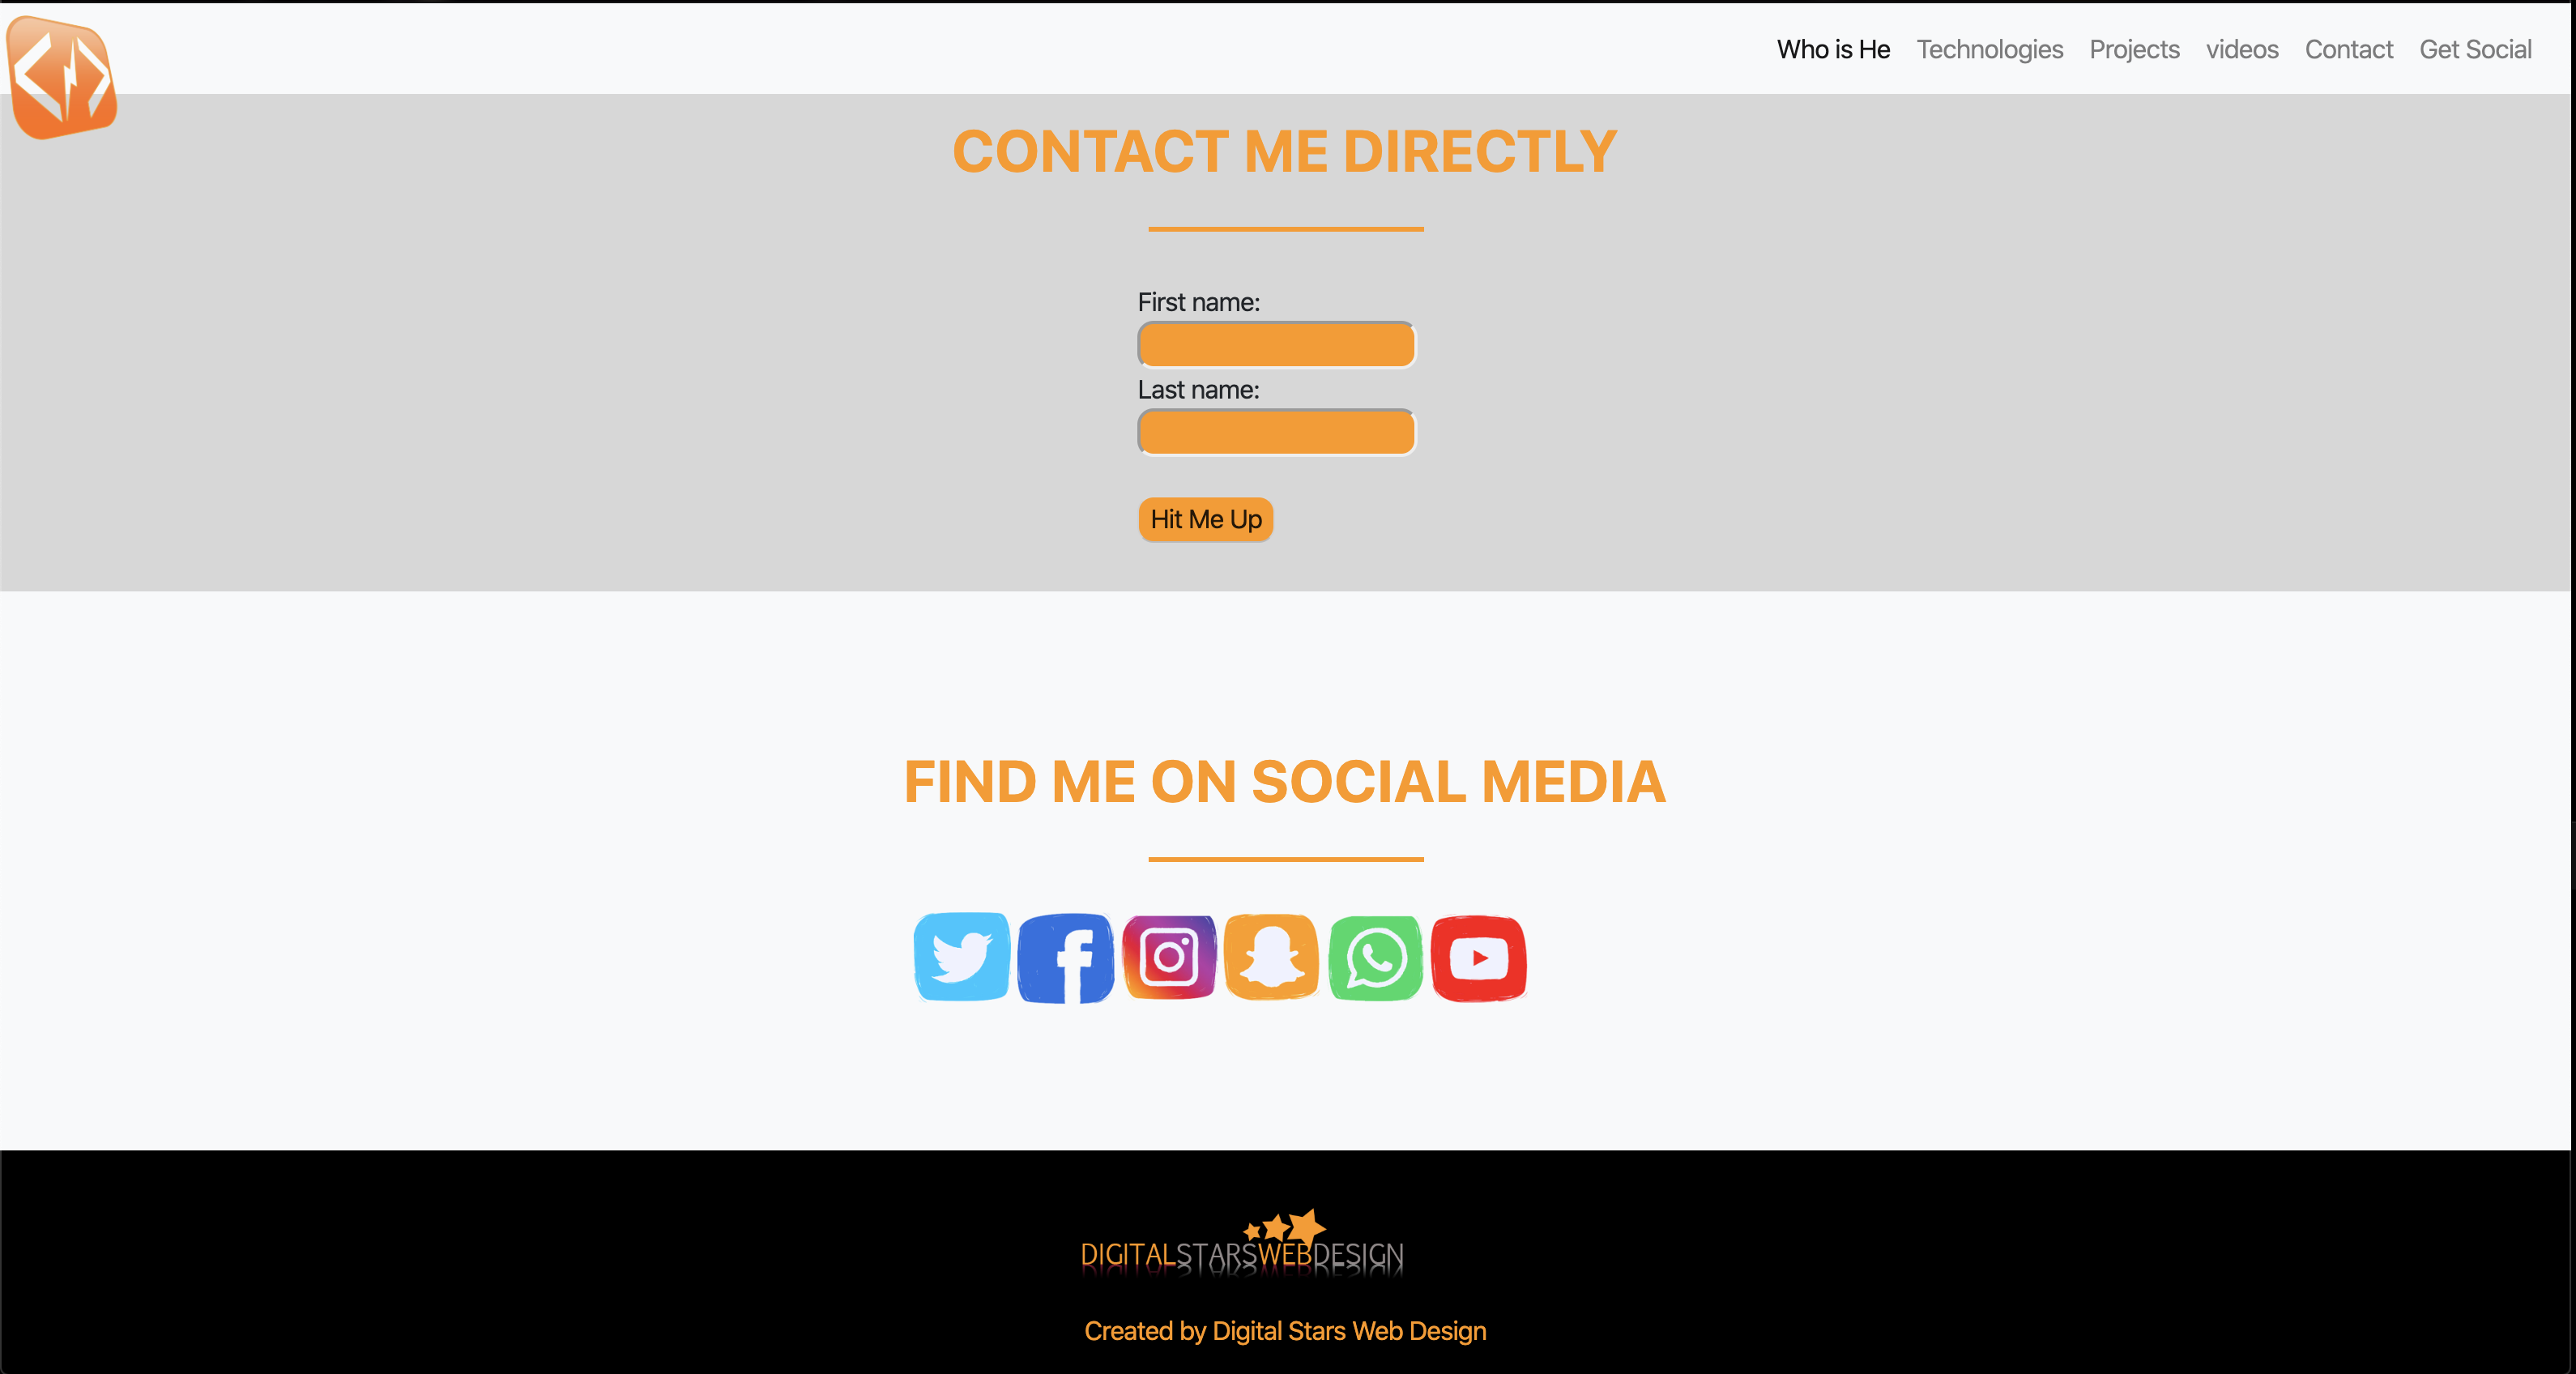 Who is He Technologies Projects videos Contact Get Social
CONTACT ME DIRECTLY
First name:
Last name:
Hit Me Up
FIND ME ON SOCIAL MEDIA
DIGITALSTARSWEBDESIGN
Created by Digital Stars Web Design